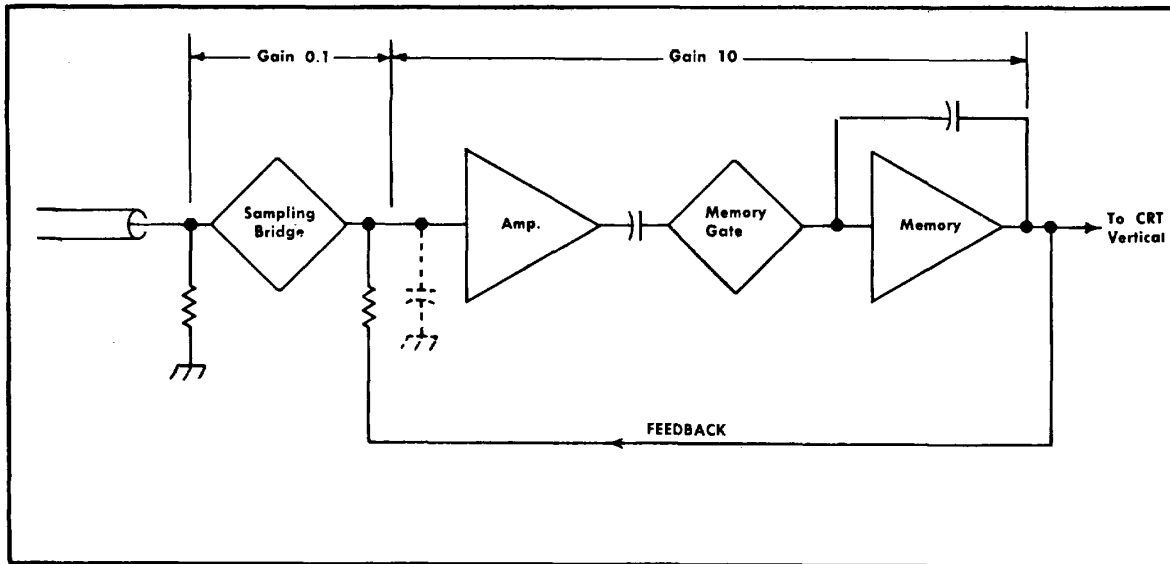 Gain 0.1
Gain 10
Sampling
Bridge
Amp.
Memory
Gate
Memory
To CRT
Vertical
FEEDBACK